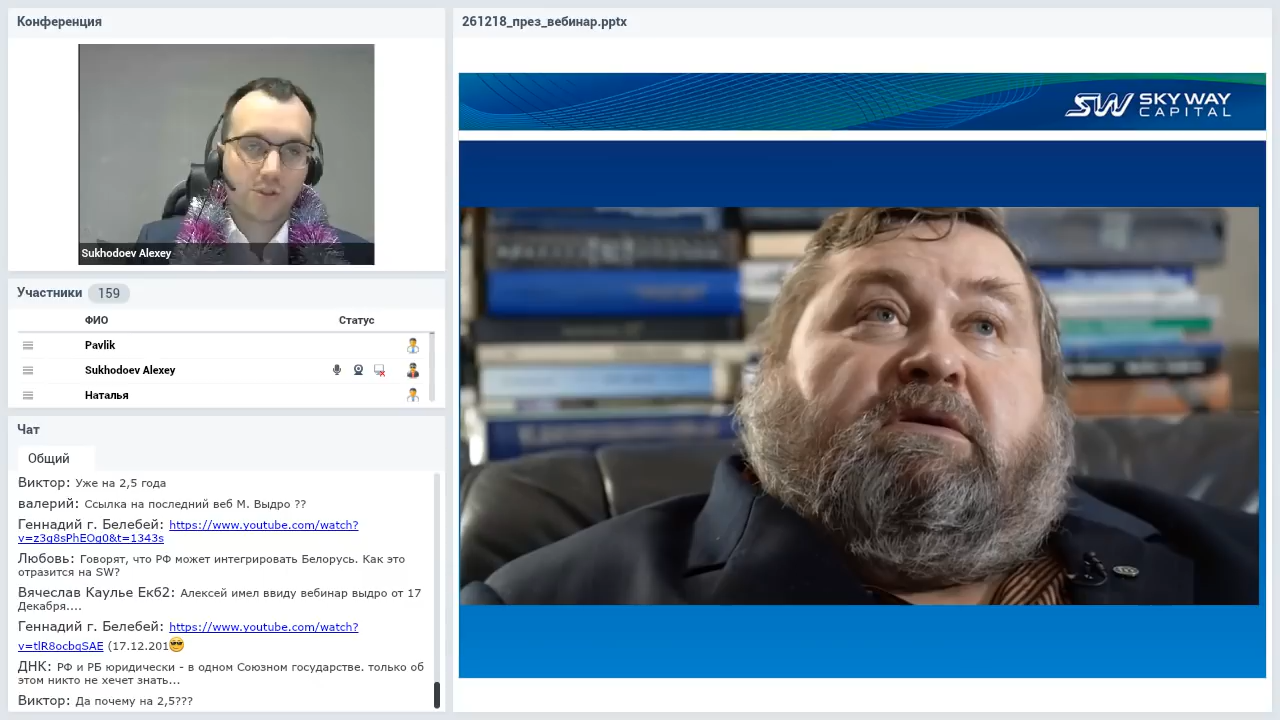 Конференция
Sukhodoev Alexey
Участники 159
ФИО Статус
Pavlik
Sukhodoev Alexey
Наталья
Чат
Общий
Виктор: Уже на 2,5 года
валерий: Ссылка на последний веб М. Выдро ??
Геннадий г. Белебей: https://www.youtube.com/watch?
v=z3g8sPhEOg0&t=1343s
Любовь: Говорят, что РФ может интегрировать Белорусь. Как это
отразится на SW?
Вячеслав Каулье Екб2: Алексей имел ввиду вебинар выдро от 17
Декабря....
Геннадий г. Белебей: https://www.youtube.com/watch?
v=tlR8ocbqSAE (17.12.201
ДНК: РФ и РБ юридически - в одном Союзном государстве. только об
этом никто не хечет знать...
Виктор: Да почему на 2,5???
261218_през_вебинар.pptx
SW SKY WAY
CAPITAL